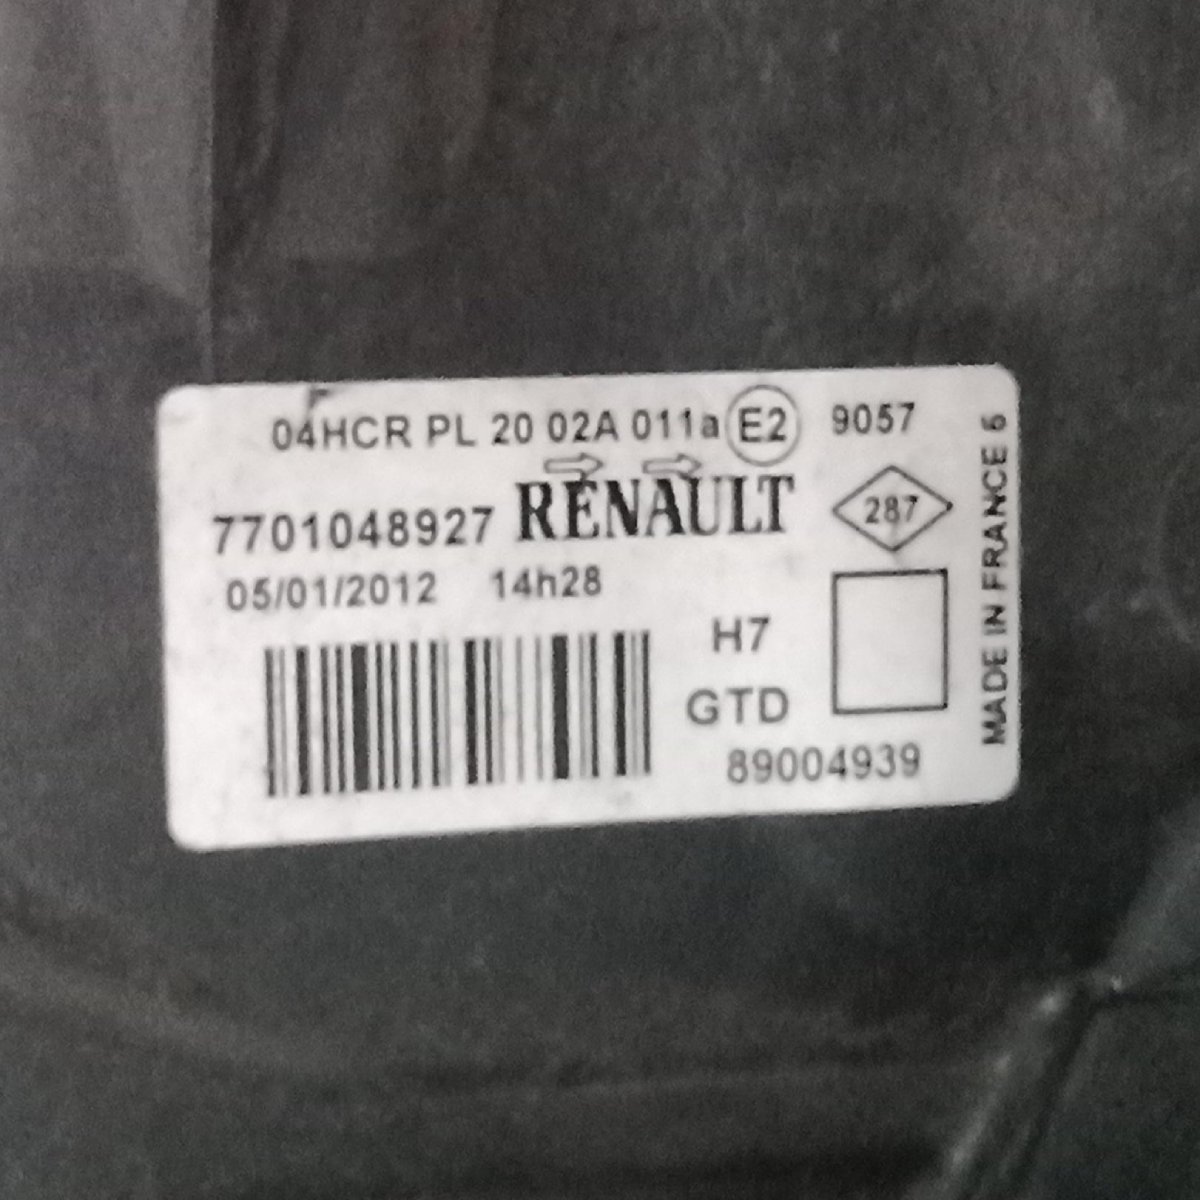 04HCR PL 20 02A 011a E2 9057
7701048927 RENAULT 287
05/01/2012 14h28
H7
GTD
89004939
MADE IN FRANCE 6